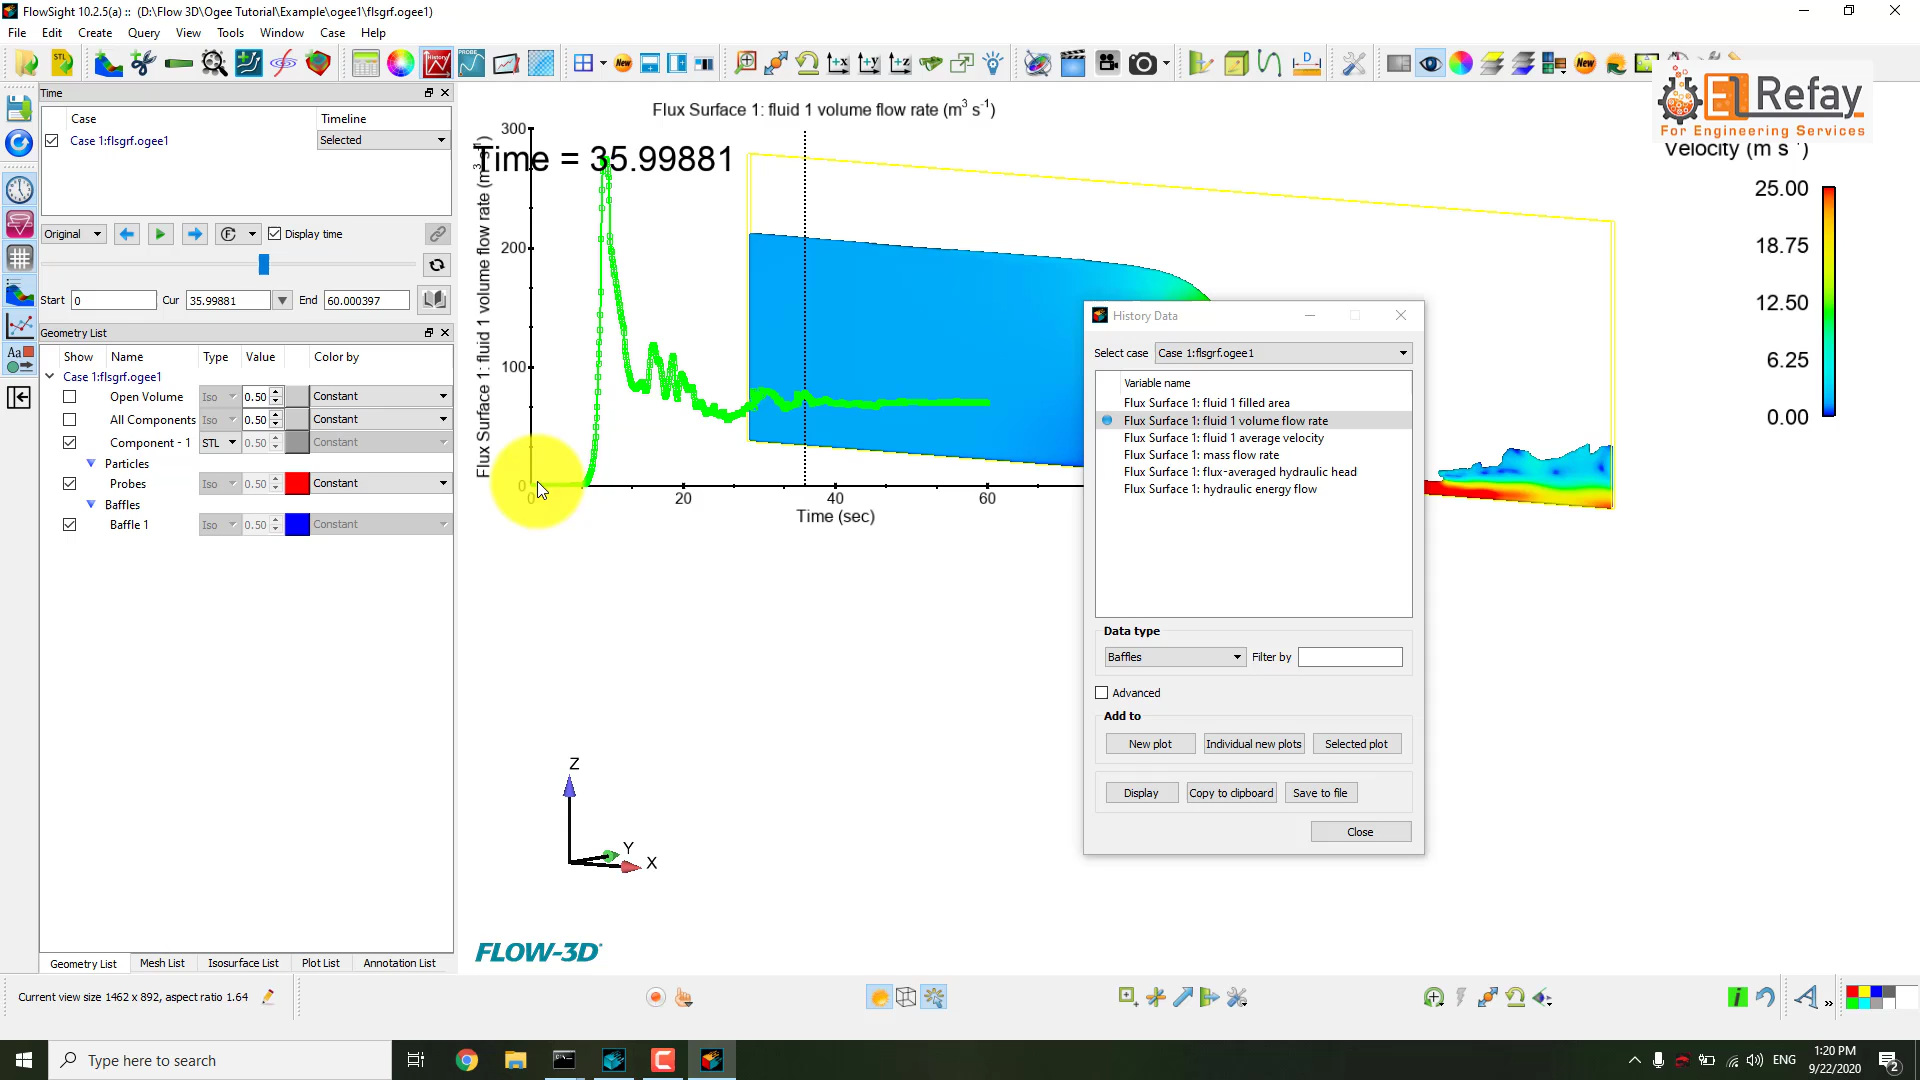 FlowSight 10.2.5(a) :: (D:\Flow 3D\Ogee Tutorial\Example\ogee1\flsgrf.ogee1)
File Edit Create Query View Tools Window Case Help
Time
Case Timeline
Case 1:flsgrf.ogee1 Selected
Original Display time
Start 0 Cur 35.99881 End 60.000397
Geometry List
Show Name Type Value Color by
Case 1:flsgrf.ogee1
Open Volume Iso 0.50 Constant
All Components Iso 0.50 Constant
Component - 1 STL 0.50 Constant
Particles
Probes Iso 0.50 Constant
Baffles
Baffle 1 Iso 0.50 Constant
Geometry List Mesh List Isosurface List Plot List Annotation List
Current view size 1462 x 892, aspect ratio 1.64
Flux Surface 1: fluid 1 volume flow rate (m³ s⁻¹)
Time = 35.99881
Flux Surface 1: fluid 1 volume flow rate (m³ s⁻¹)
300
200
100
0
0 20 40 60
Time (sec)
El Refay
For Engineering Services
Velocity (m s⁻¹)
25.00
18.75
12.50
6.25
0.00
History Data
Select case Case 1:flsgrf.ogee1
Variable name
Flux Surface 1: fluid 1 filled area
Flux Surface 1: fluid 1 volume flow rate
Flux Surface 1: fluid 1 average velocity
Flux Surface 1: mass flow rate
Flux Surface 1: flux-averaged hydraulic head
Flux Surface 1: hydraulic energy flow
Data type
Baffles Filter by
Advanced
Add to
New plot Individual new plots Selected plot
Display Copy to clipboard Save to file
Close
Z
Y
X
FLOW-3D
Type here to search
ENG
1:20 PM
9/22/2020
2